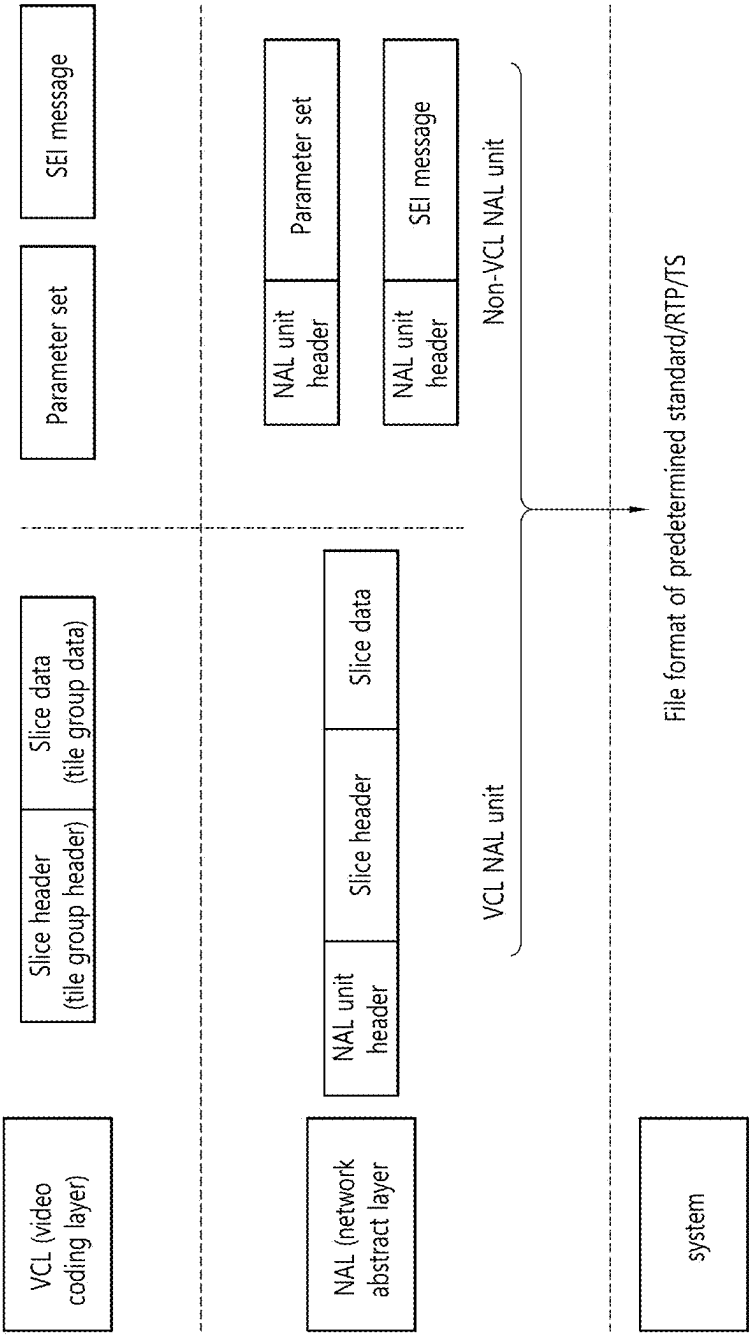 VCL (video
coding layer)
Slice header
(tile group header)
Slice data
(tile group data)
Parameter set
SEI message
NAL (network
abstract layer
NAL unit
header
Slice header
Slice data
NAL unit
header
Parameter set
NAL unit
header
SEI message
VCL NAL unit
Non-VCL NAL unit
system
File format of predetermined standard/RTP/TS